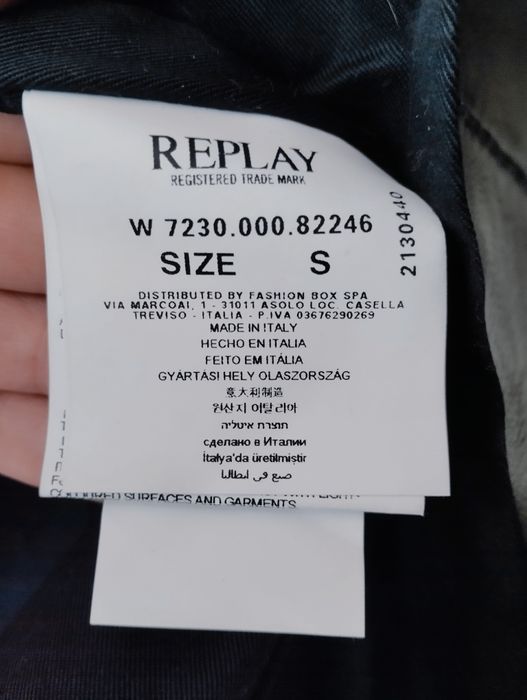 REPLAY
REGISTERED TRADE MARK
W 7230.000.82246
SIZE S
2130440
DISTRIBUTED BY FASHION BOX SPA
VIA MARCOAI, 1 - 31011 ASOLO LOC. CASELLA
TREVISO - ITALIA - P.IVA 03676290269
MADE IN ITALY
HECHO EN ITALIA
FEITO EM ITÁLIA
GYÁRTÁSI HELY OLASZORSZÁG
意大利制造
원산지 이탈리아
תוצרת איטליה
сделано в Италии
İtalya'da üretilmiştir
صنع في ايطاليا
COLOURED SURFACES AND GARMENTS